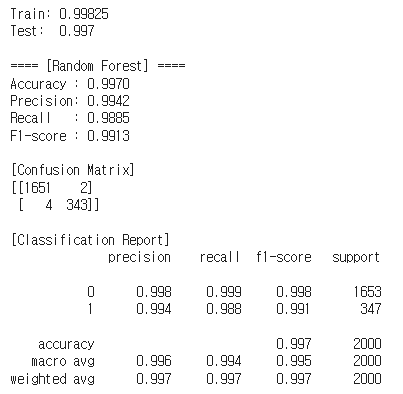 Train: 0.99825
Test:  0.997

==== [Random Forest] ====
Accuracy : 0.9970
Precision: 0.9942
Recall   : 0.9885
F1-score : 0.9913

[Confusion Matrix]
[[1651    2]
 [   4  343]]

[Classification Report]
              precision    recall  f1-score   support

           0      0.998     0.999     0.998      1653
           1      0.994     0.988     0.991       347

    accuracy                          0.997      2000
   macro avg      0.996     0.994     0.995      2000
weighted avg      0.997     0.997     0.997      2000